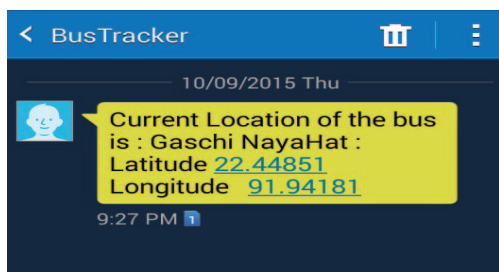 BusTracker
10/09/2015 Thu
Current Location of the bus
is : Gaschi NayaHat :
Latitude 22.44851
Longitude 91.94181
9:27 PM 1